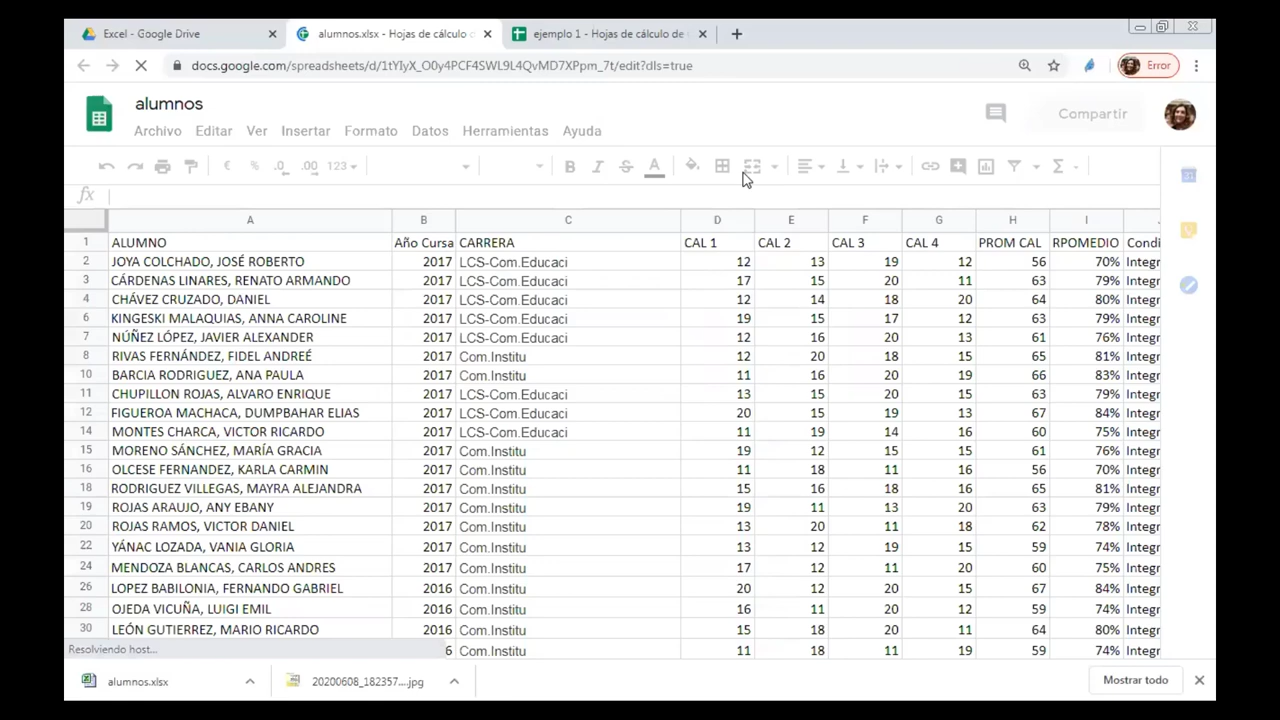 Excel - Google Drive
alumnos.xlsx - Hojas de cálculo
ejemplo 1 - Hojas de cálculo de
docs.google.com/spreadsheets/d/1tYlyX_O0y4PCF4SWL9L4QvMD7XPpm_7t/edit?dls=true
Error
alumnos
Archivo Editar Ver Insertar Formato Datos Herramientas Ayuda
Compartir
€ % .0 .00 123
fx
A B C D E F G H I
1 ALUMNO Año Cursa CARRERA CAL 1 CAL 2 CAL 3 CAL 4 PROM CAL RPOMEDIO Condi
2 JOYA COLCHADO, JOSÉ ROBERTO 2017 LCS-Com.Educaci 12 13 19 12 56 70% Integr
3 CÁRDENAS LINARES, RENATO ARMANDO 2017 LCS-Com.Educaci 17 15 20 11 63 79% Integr
4 CHÁVEZ CRUZADO, DANIEL 2017 LCS-Com.Educaci 12 14 18 20 64 80% Integr
6 KINGESKI MALAQUIAS, ANNA CAROLINE 2017 LCS-Com.Educaci 19 15 17 12 63 79% Integr
7 NÚÑEZ LÓPEZ, JAVIER ALEXANDER 2017 LCS-Com.Educaci 12 16 20 13 61 76% Integr
8 RIVAS FERNÁNDEZ, FIDEL ANDREÉ 2017 Com.Institu 12 20 18 15 65 81% Integr
10 BARCIA RODRIGUEZ, ANA PAULA 2017 Com.Institu 11 16 20 19 66 83% Integr
11 CHUPILLON ROJAS, ALVARO ENRIQUE 2017 LCS-Com.Educaci 13 15 20 15 63 79% Integr
12 FIGUEROA MACHACA, DUMPBAHAR ELIAS 2017 LCS-Com.Educaci 20 15 19 13 67 84% Integr
14 MONTES CHARCA, VICTOR RICARDO 2017 LCS-Com.Educaci 11 19 14 16 60 75% Integr
15 MORENO SÁNCHEZ, MARÍA GRACIA 2017 Com.Institu 19 12 15 15 61 76% Integr
16 OLCESE FERNANDEZ, KARLA CARMIN 2017 Com.Institu 11 18 11 16 56 70% Integr
18 RODRIGUEZ VILLEGAS, MAYRA ALEJANDRA 2017 Com.Institu 15 16 18 16 65 81% Integr
19 ROJAS ARAUJO, ANY EBANY 2017 Com.Institu 19 11 13 20 63 79% Integr
20 ROJAS RAMOS, VICTOR DANIEL 2017 Com.Institu 13 20 11 18 62 78% Integr
22 YÁNAC LOZADA, VANIA GLORIA 2017 Com.Institu 13 12 19 15 59 74% Integr
24 MENDOZA BLANCAS, CARLOS ANDRES 2017 Com.Institu 17 12 11 20 60 75% Integr
26 LOPEZ BABILONIA, FERNANDO GABRIEL 2016 Com.Institu 20 12 20 15 67 84% Integr
28 OJEDA VICUÑA, LUIGI EMIL 2016 Com.Institu 16 11 20 12 59 74% Integr
30 LEÓN GUTIERREZ, MARIO RICARDO 2016 Com.Institu 15 18 20 11 64 80% Integr
Resolviendo host... 6 Com.Institu 11 18 11 19 59 74% Integr
alumnos.xlsx
20200608_182357....jpg
Mostrar todo